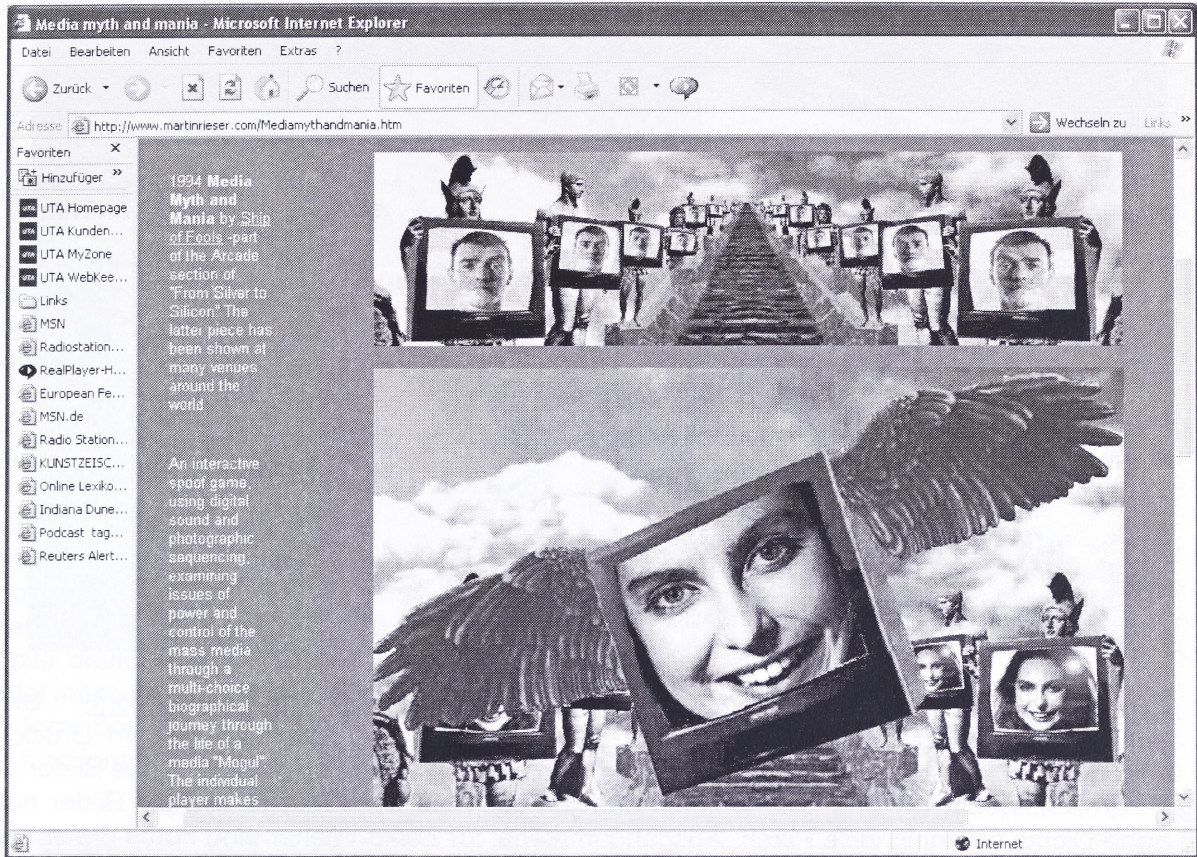 Media myth and mania - Microsoft Internet Explorer
Datei Bearbeiten Ansicht Favoriten Extras ?
Zurück Suchen Favoriten
Adresse http://www.martinrieser.com/Mediamythandmania.htm Wechseln zu Links »
Favoriten X
Hinzufüger »
UTA Homepage
UTA Kunden...
UTA MyZone
UTA WebKee...
Links
MSN
Radiostation...
RealPlayer-H...
European Fe...
MSN.de
Radio Station...
KUNSTZEISC...
Online Lexiko...
Indiana Dune...
Podcast tag...
Reuters Alert...
1994 Media
Myth and
Mania by Ship
of Fools -part
of the Arcade
section of
"From Silver to
Silicon" The
latter piece has
been shown at
many venues
around the
world
An interactive
spoof game,
using digital
sound and
photographic
sequencing,
examining
issues of
power and
control of the
mass media
through a
multi-choice
biographical
journey through
the life of a
media "Mogul"
The individual
player makes
Internet